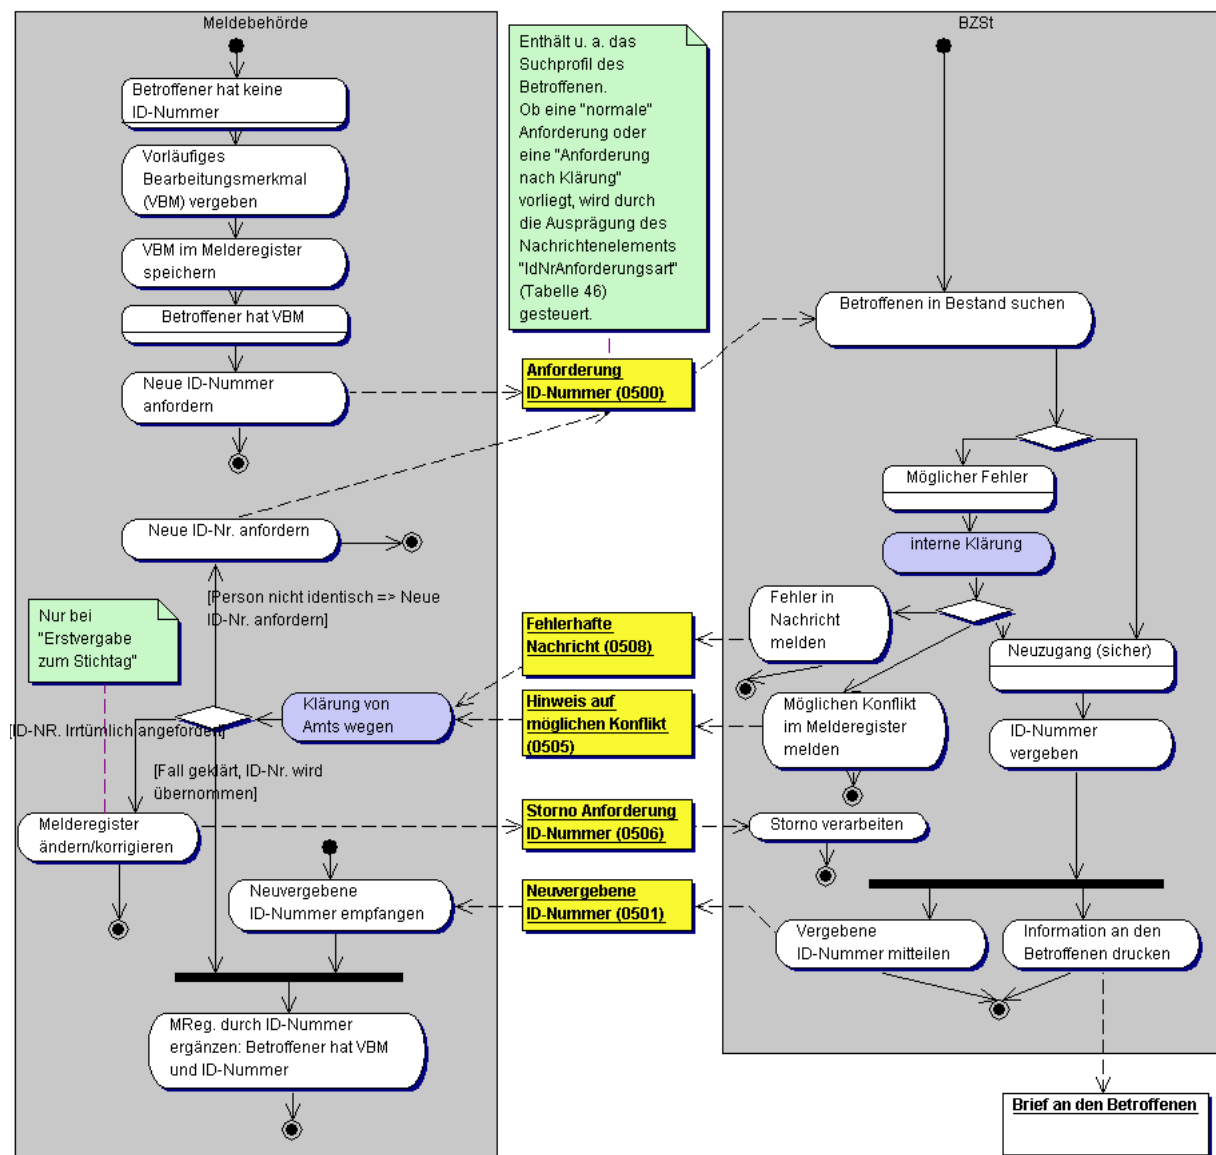 Meldebehörde
Betroffener hat keine
ID-Nummer
Vorläufiges
Bearbeitungsmerkmal
(VBM) vergeben
VBM im Melderegister
speichern
Betroffener hat VBM
Neue ID-Nummer
anfordern
Neue ID-Nr. anfordern
[Person nicht identisch => Neue
ID-Nr. anfordern]
Nur bei
"Erstvergabe
zum Stichtag"
Klärung von
Amts wegen
[ID-NR. Irrtümlich angefordert]
[Fall geklärt, ID-Nr. wird
übernommen]
Melderegister
ändern/korrigieren
Neuvergebene
ID-Nummer empfangen
MReg. durch ID-Nummer
ergänzen: Betroffener hat VBM
und ID-Nummer
Enthält u. a. das
Suchprofil des
Betroffenen.
Ob eine "normale"
Anforderung oder
eine "Anforderung
nach Klärung"
vorliegt, wird durch
die Ausprägung des
Nachrichtenelements
"IdNrAnforderungsart"
(Tabelle 46)
gesteuert.
Anforderung
ID-Nummer (0500)
Fehlerhafte
Nachricht (0508)
Hinweis auf
möglichen Konflikt
(0505)
Storno Anforderung
ID-Nummer (0506)
Neuvergebene
ID-Nummer (0501)
BZSt
Betroffenen in Bestand suchen
Möglicher Fehler
interne Klärung
Fehler in
Nachricht
melden
Neuzugang (sicher)
Möglichen Konflikt
im Melderegister
melden
ID-Nummer
vergeben
Storno verarbeiten
Vergebene
ID-Nummer mitteilen
Information an den
Betroffenen drucken
Brief an den Betroffenen